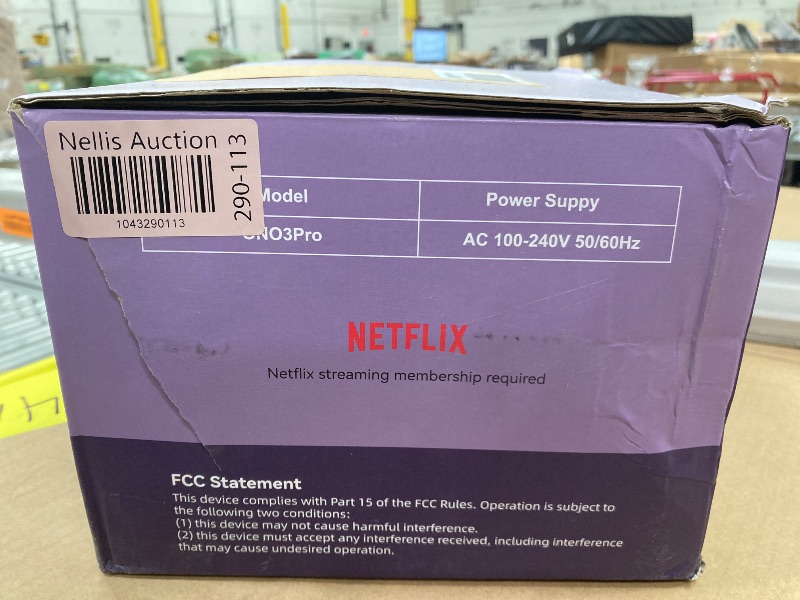 Nellis Auction
290-113
1043290113
Model
Power Suppy
AC 100-240V 50/60Hz
NETFLIX
Netflix streaming membership required
FCC Statement
This device complies with Part 15 of the FCC Rules. Operation is subject to
the following two conditions:
(1) this device may not cause harmful interference.
(2) this device must accept any interference received, including interference
that may cause undesired operation.